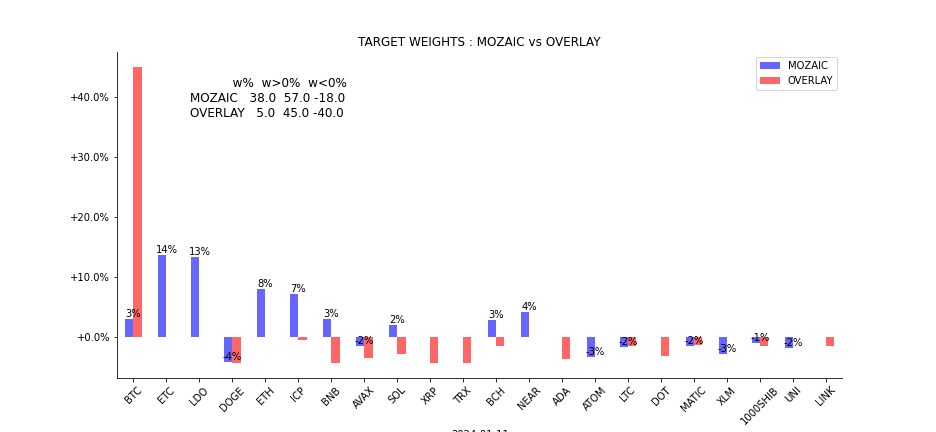 TARGET WEIGHTS : MOZAIC vs OVERLAY
MOZAIC
OVERLAY
w% w>0% w<0%
MOZAIC 38.0 57.0 -18.0
OVERLAY 5.0 45.0 -40.0
+40.0%
+30.0%
+20.0%
+10.0%
+0.0%
3%
14%
13%
-4%
8%
7%
3%
-2%
2%
3%
4%
-3%
-2%
-2%
-3%
-1%
-2%
BTC
ETC
LDO
DOGE
ETH
ICP
BNB
AVAX
SOL
XRP
TRX
BCH
NEAR
ADA
ATOM
LTC
DOT
MATIC
XLM
1000SHIB
UNI
LINK